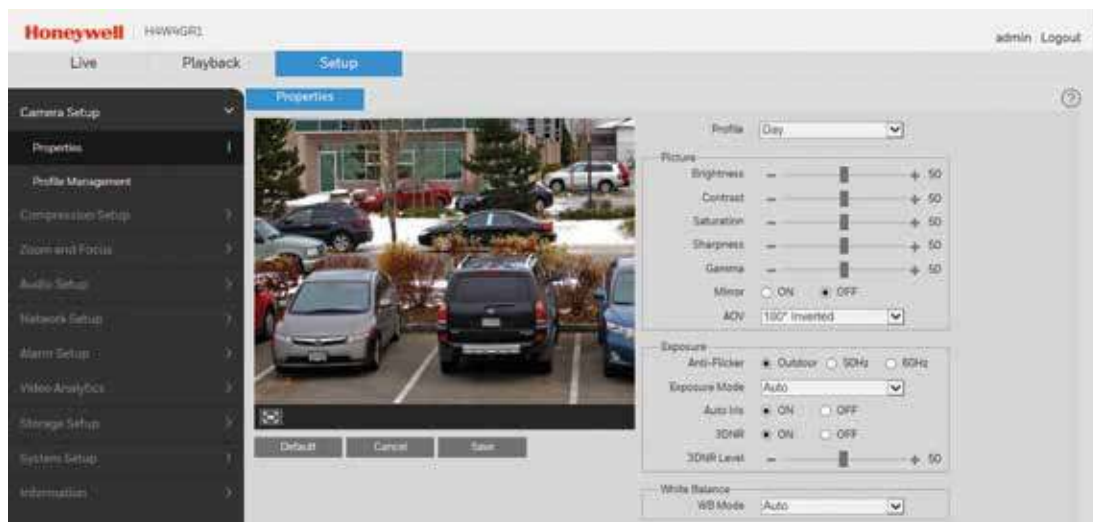 Honeywell H4W4GR1
admin Logout
Live Playback Setup
Camera Setup
Properties
Profile Management
Compression Setup
Zoom and Focus
Audio Setup
Network Setup
Alarm Setup
Video Analytics
Storage Setup
System Setup
Information
Properties
Default Cancel Save
Profile Day
Picture
Brightness - + 50
Contrast - + 50
Saturation - + 50
Sharpness - + 50
Gamma - + 50
Mirror ON OFF
AOV 180° Inverted
Exposure
Anti-Flicker Outdoor 50Hz 60Hz
Exposure Mode Auto
Auto Iris ON OFF
3DNR ON OFF
3DNR Level - + 50
White Balance
WB Mode Auto